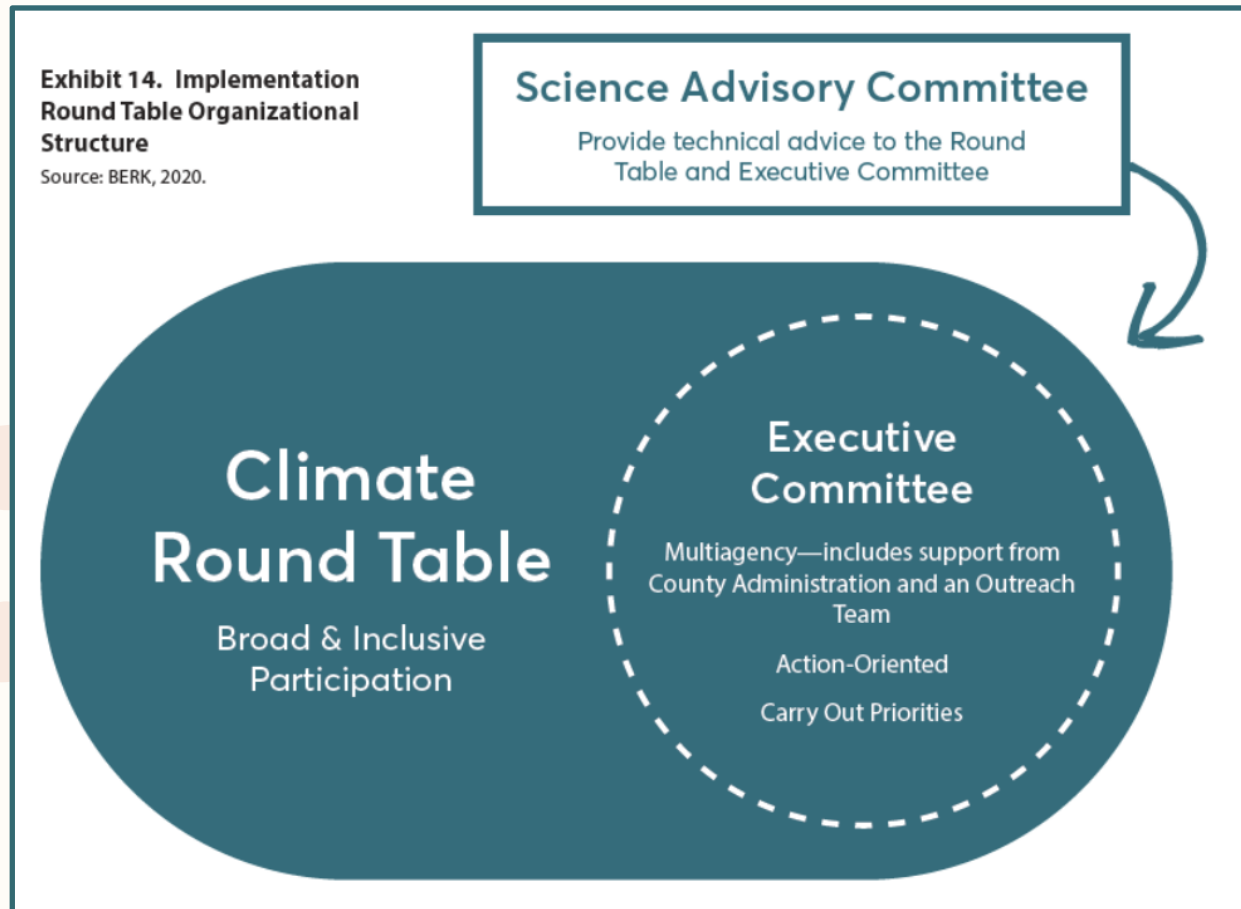 Exhibit 14. Implementation
Round Table Organizational
Structure
Source: BERK, 2020.
Science Advisory Committee
Provide technical advice to the Round
Table and Executive Committee
Climate
Round Table
Broad & Inclusive
Participation
Executive
Committee
Multiagency—includes support from
County Administration and an Outreach
Team
Action-Oriented
Carry Out Priorities